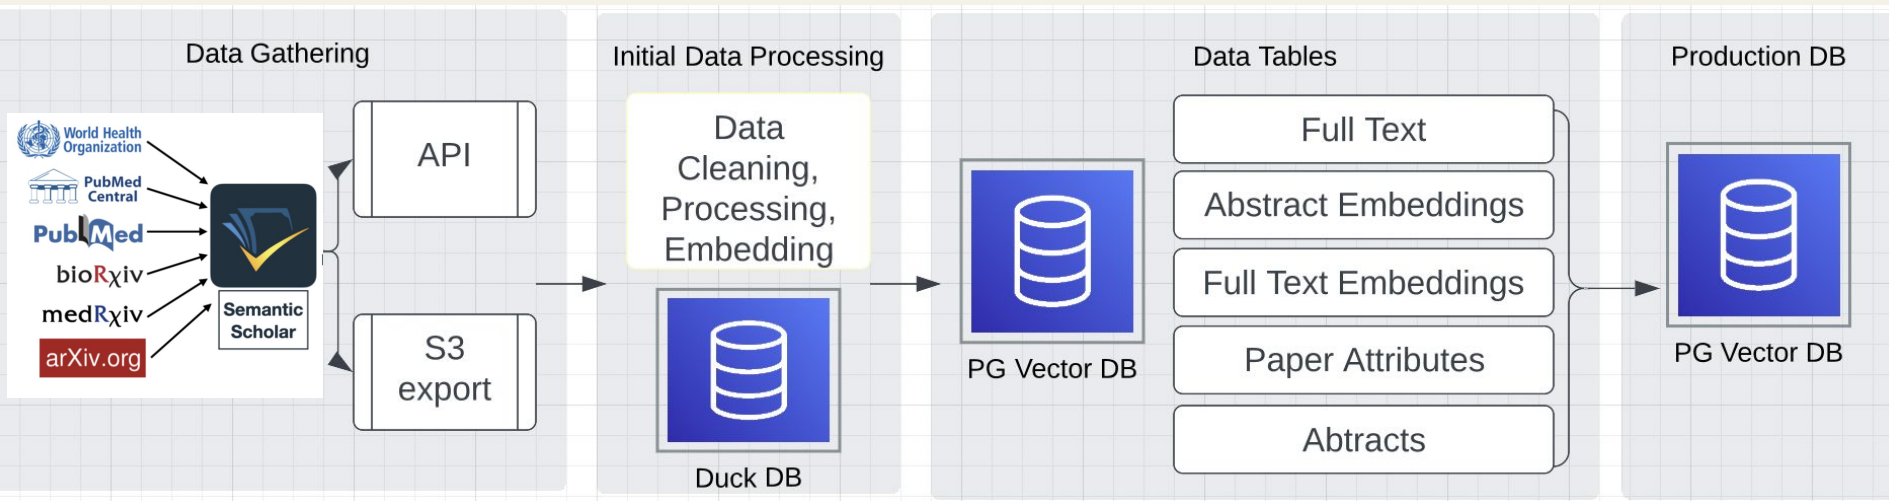 Data Gathering
World Health
Organization
PubMed
Central
PubMed
bioRχiv
medRχiv
arXiv.org
Semantic
Scholar
API
S3
export
Initial Data Processing
Data
Cleaning,
Processing,
Embedding
Duck DB
Data Tables
PG Vector DB
Full Text
Abstract Embeddings
Full Text Embeddings
Paper Attributes
Abtracts
Production DB
PG Vector DB